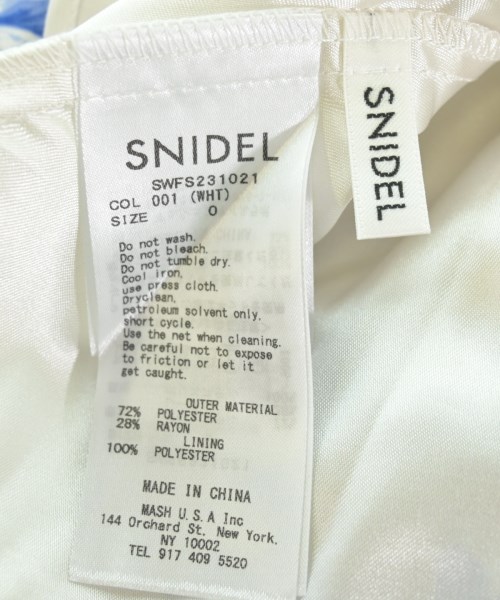 SNIDEL
SWFS231021
COL 001 (WHT)
SIZE 0
Do not wash.
Do not bleach.
Do not tumble dry.
Cool iron.
use press cloth.
Dryclean.
petroleum solvent only.
short cycle.
Use the net when cleaning.
Be careful not to expose
to friction or let it
get caught.
OUTER MATERIAL
72% POLYESTER
28% RAYON
LINING
100% POLYESTER
MADE IN CHINA
MASH U.S.A Inc
144 Orchard St. New York.
NY 10002
TEL 917 409 5520
SNIDEL